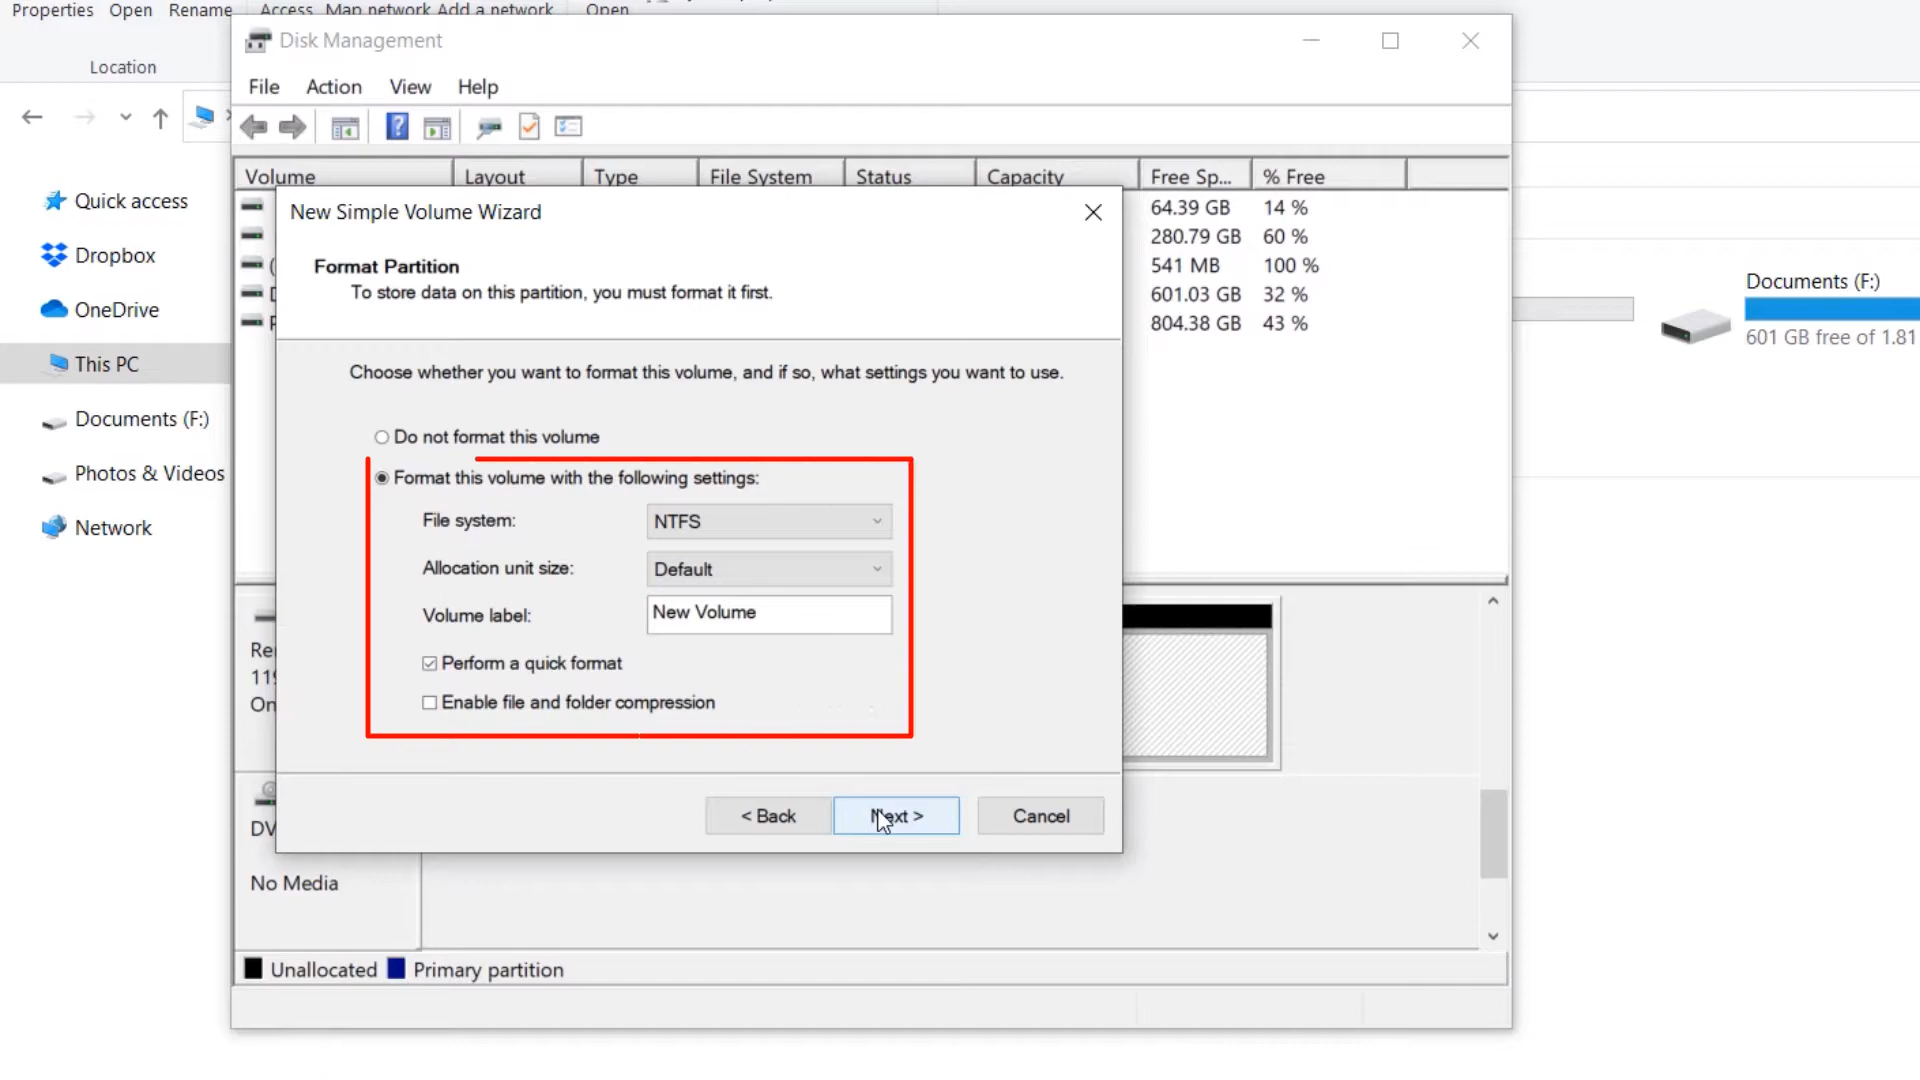 Properties Open Rename Access Map network Add a network Open
Location
Disk Management
File Action View Help
Volume Layout Type File System Status Capacity Free Sp... % Free
64.39 GB 14 %
280.79 GB 60 %
541 MB 100 %
601.03 GB 32 %
804.38 GB 43 %
Quick access
Dropbox
OneDrive
This PC
Documents (F:)
Photos & Videos
Network
New Simple Volume Wizard
Format Partition
To store data on this partition, you must format it first.
Choose whether you want to format this volume, and if so, what settings you want to use.
Do not format this volume
Format this volume with the following settings:
File system: NTFS
Allocation unit size: Default
Volume label: New Volume
Perform a quick format
Enable file and folder compression
< Back Next > Cancel
Documents (F:)
601 GB free of 1.81
Re
119
On
DV
No Media
Unallocated Primary partition